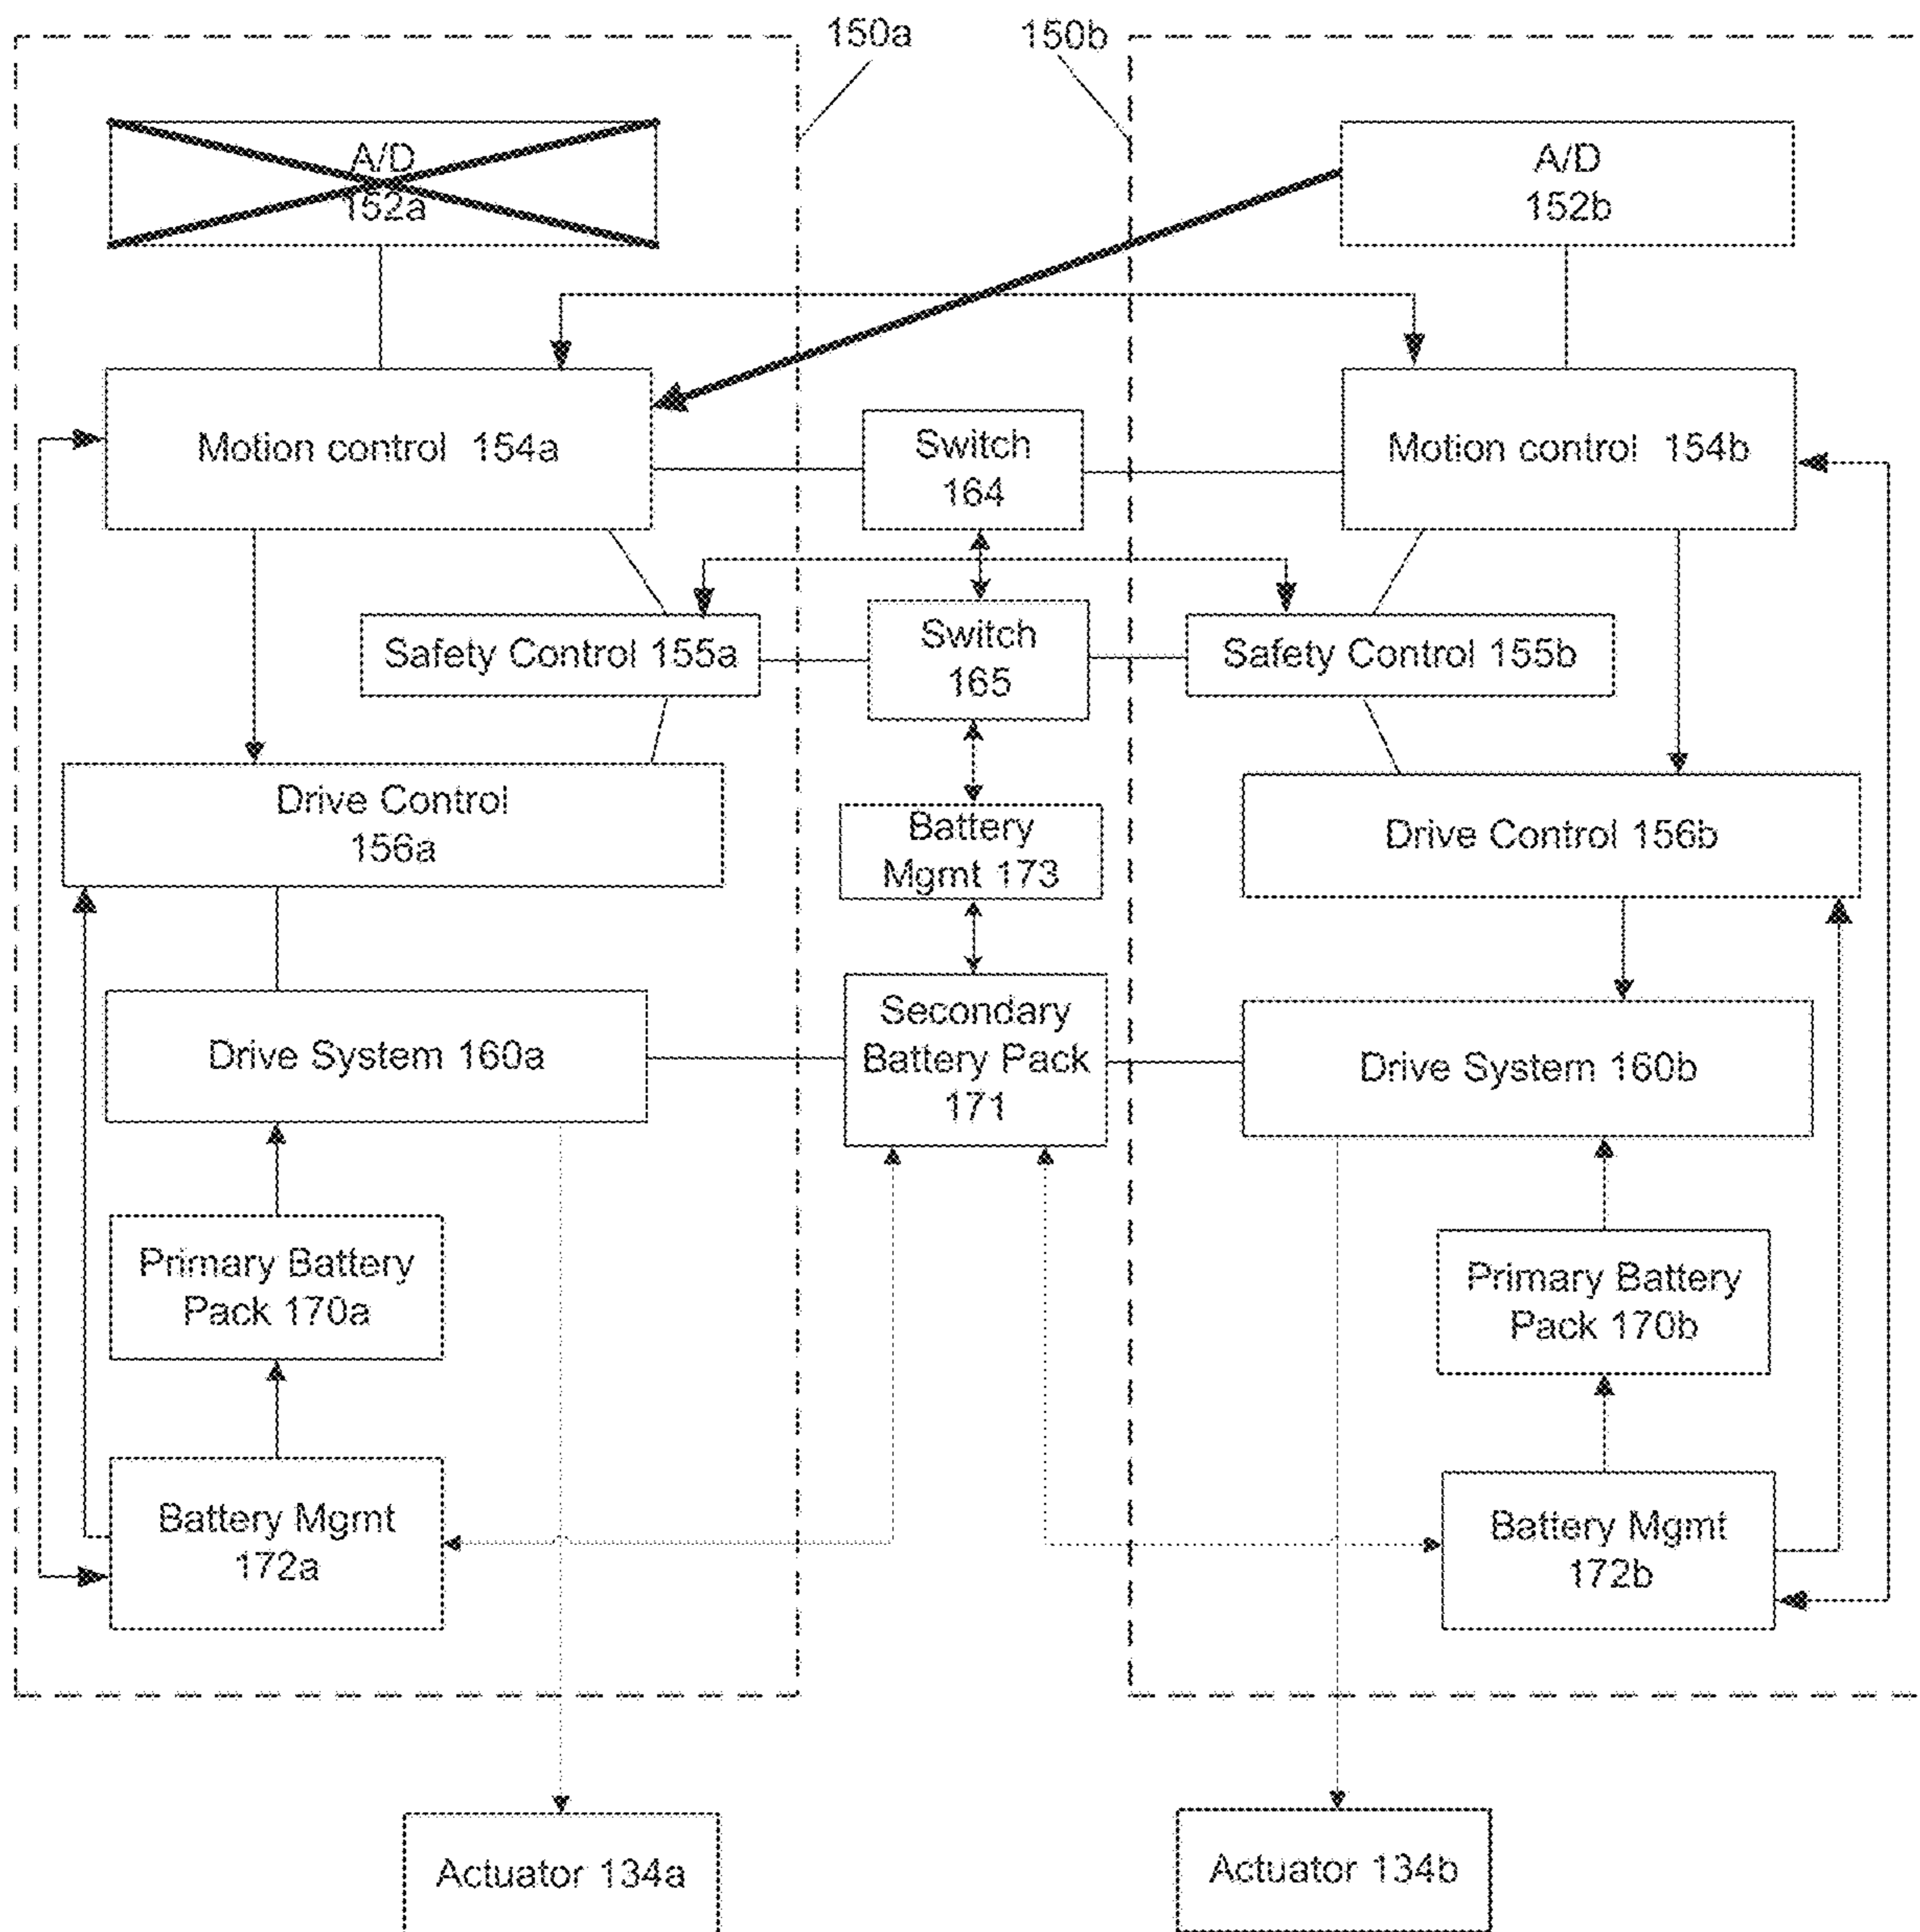 150a
150b
A/D
152a
A/D
152b
Motion control 154a
Switch
164
Motion control 154b
Safety Control 155a
Switch
165
Safety Control 155b
Drive Control
156a
Battery
Mgmt 173
Drive Control 156b
Drive System 160a
Secondary
Battery Pack
171
Drive System 160b
Primary Battery
Pack 170a
Primary Battery
Pack 170b
Battery Mgmt
172a
Battery Mgmt
172b
Actuator 134a
Actuator 134b